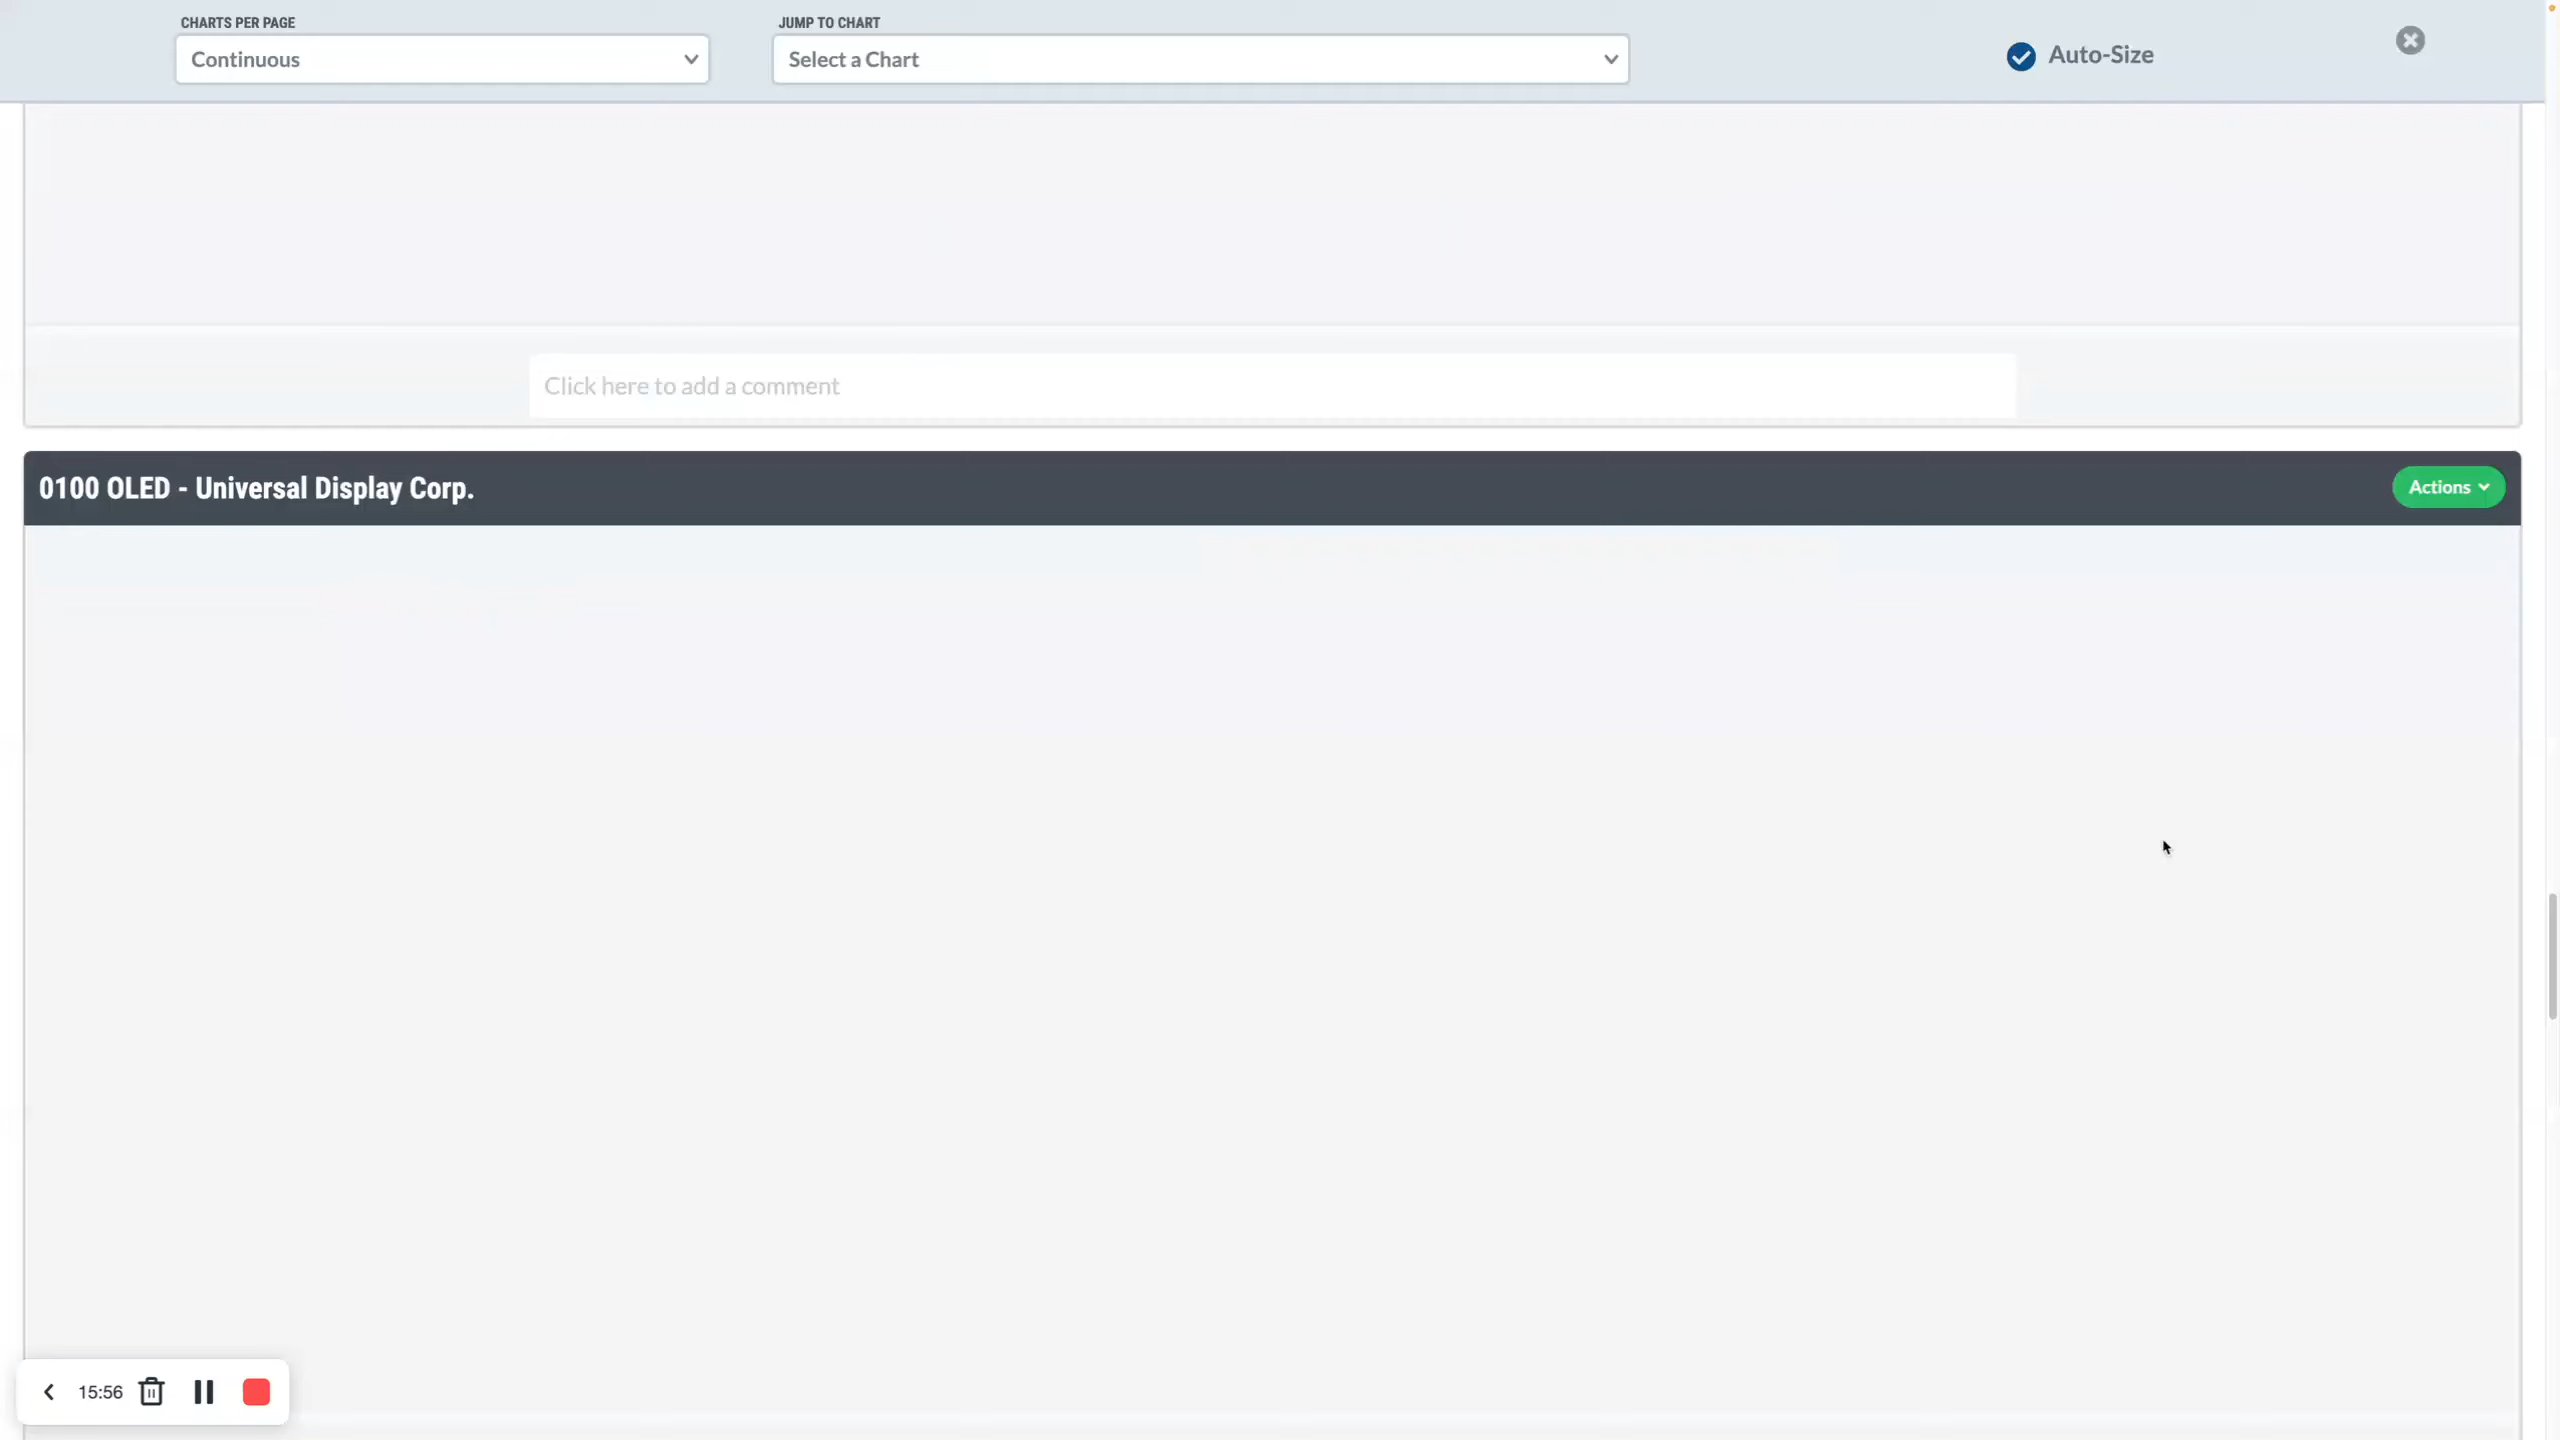 CHARTS PER PAGE
Continuous
JUMP TO CHART
Select a Chart
Auto-Size
Click here to add a comment
0100 OLED - Universal Display Corp.
Actions
15:56